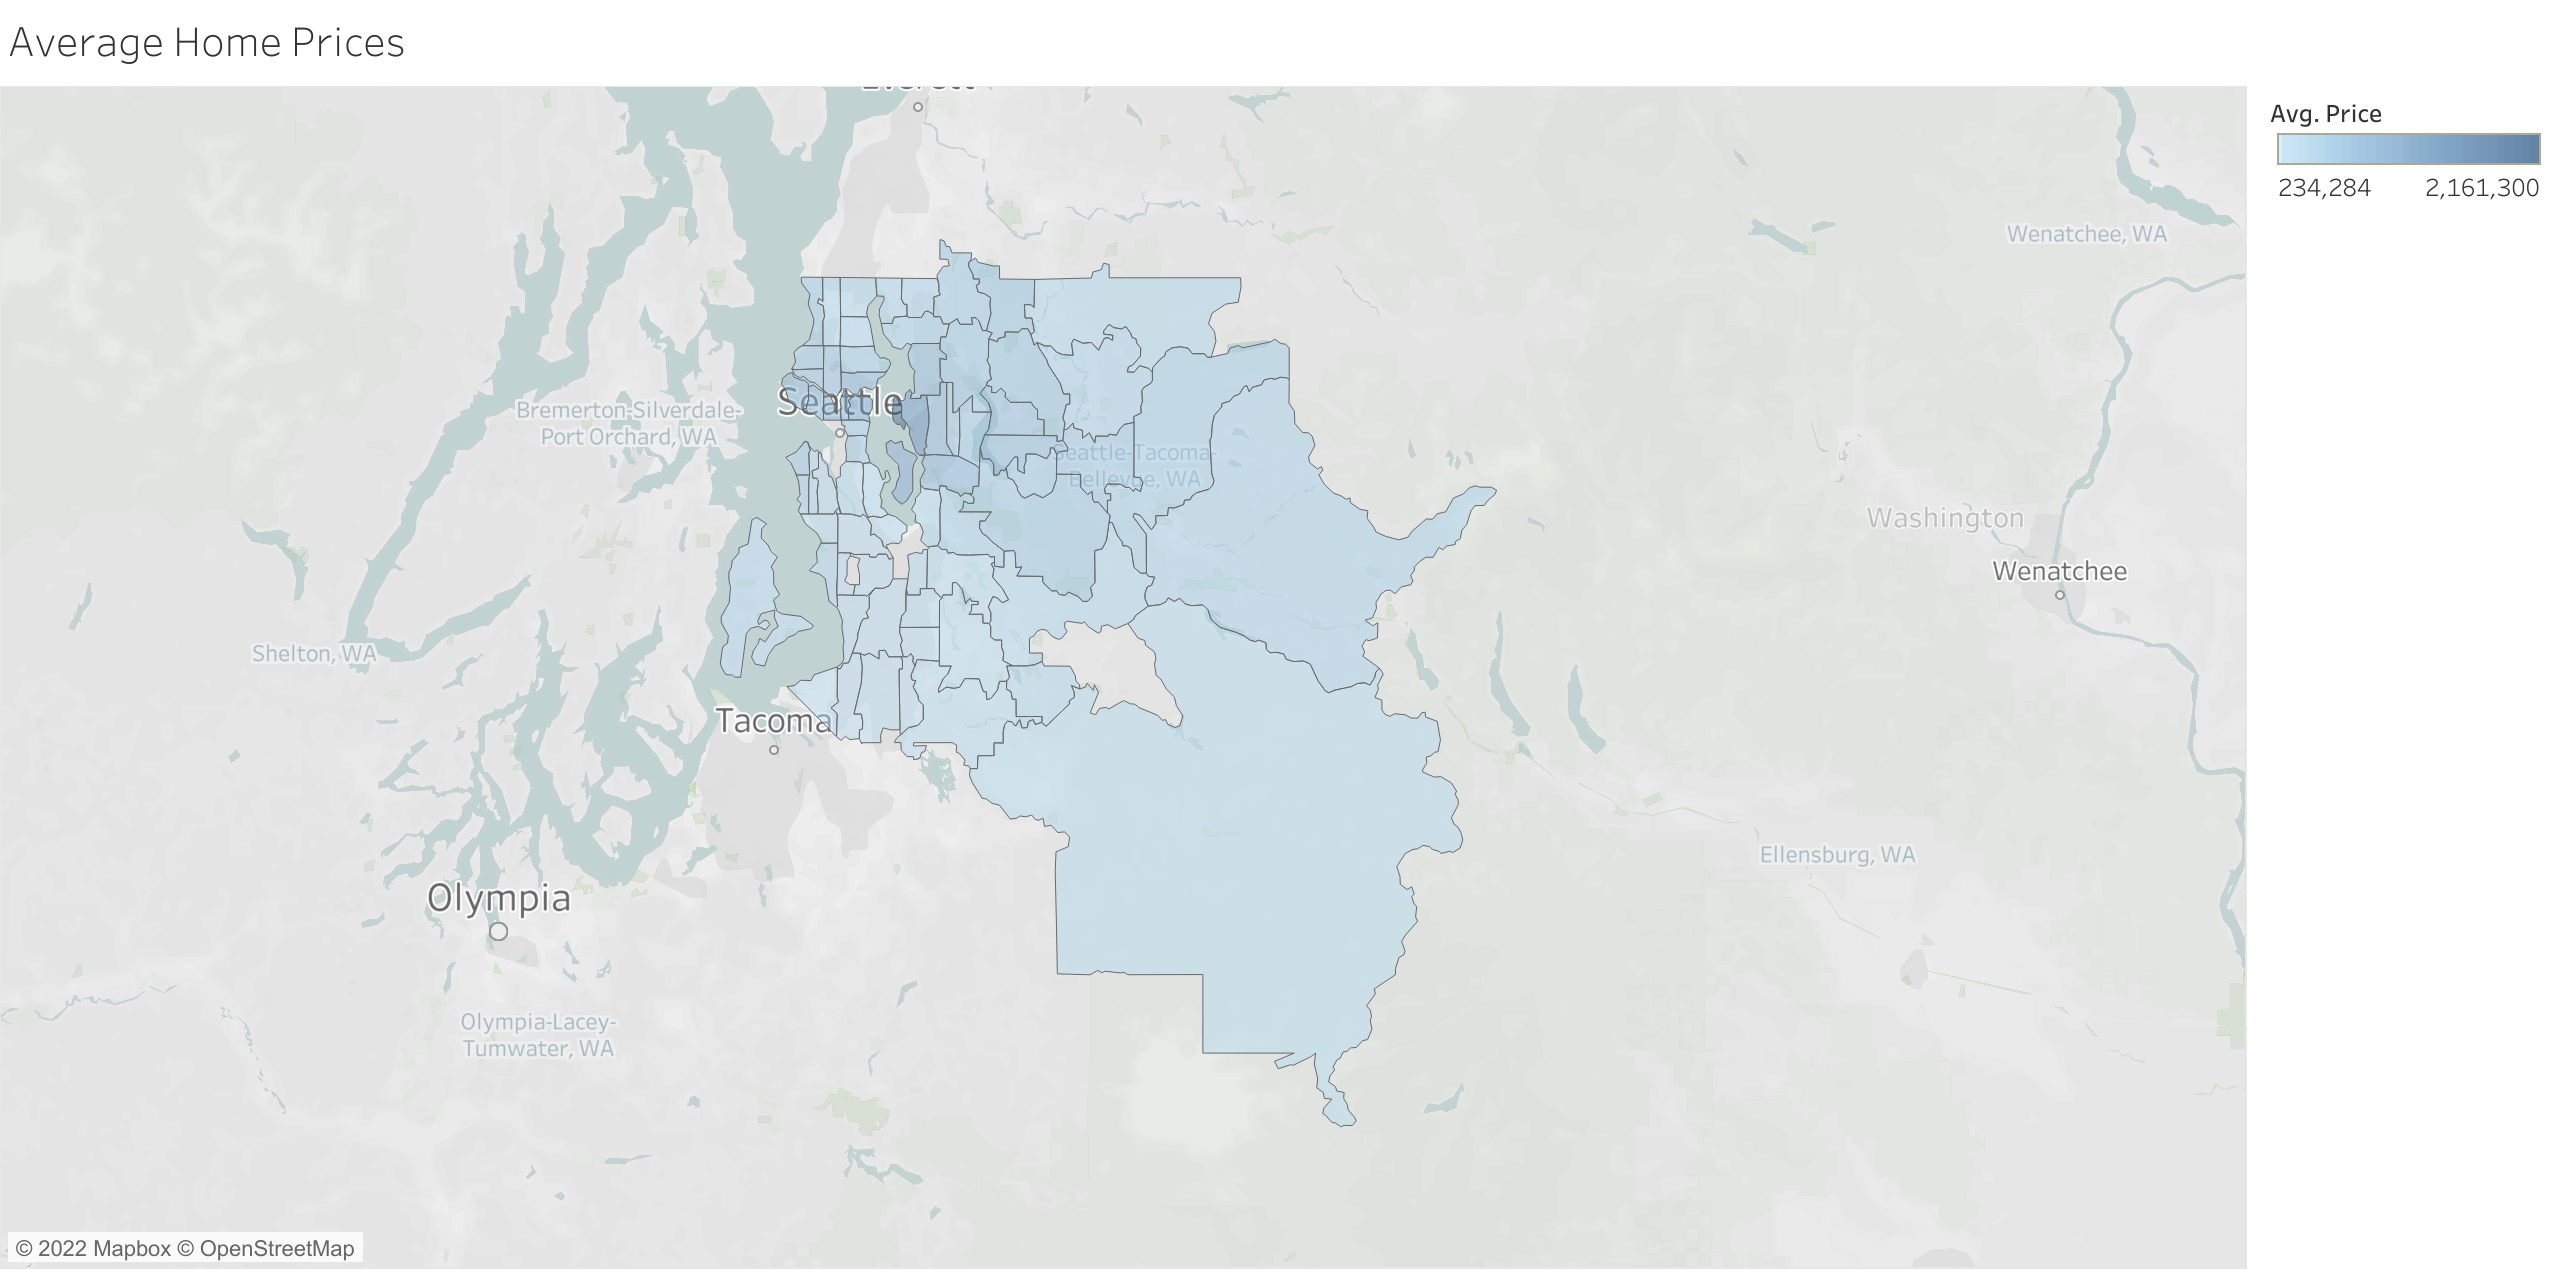 Average Home Prices
Avg. Price
234,284 2,161,300
Wenatchee, WA
Seattle
Bremerton-Silverdale-
Port Orchard, WA
Seattle-Tacoma-
Bellevue, WA
Washington
Wenatchee
Shelton, WA
Tacoma
Ellensburg, WA
Olympia
Olympia-Lacey-
Tumwater, WA
© 2022 Mapbox © OpenStreetMap